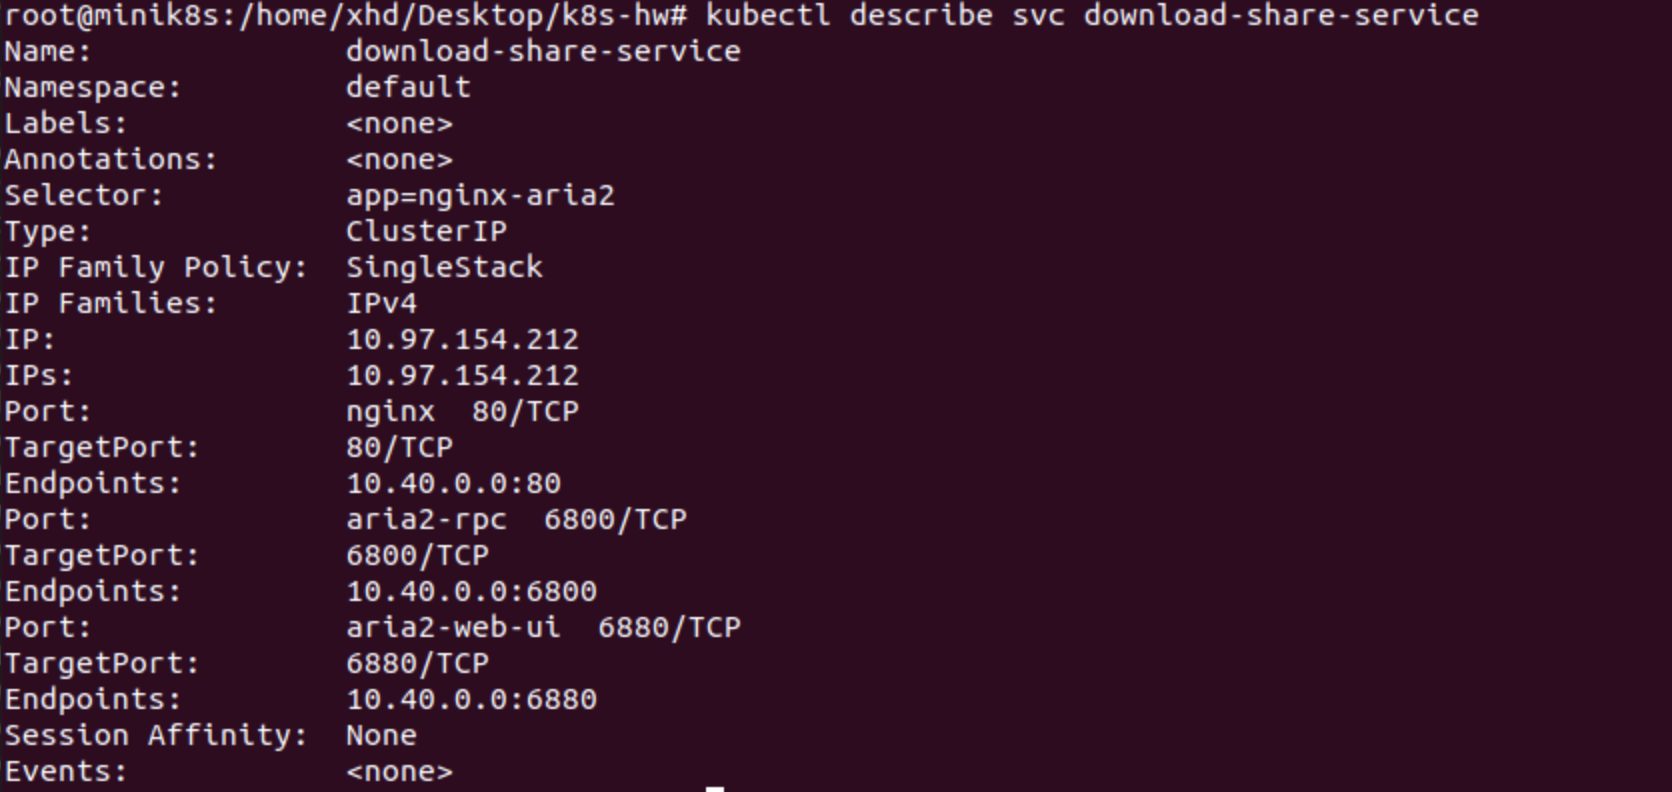 root@minik8s:/home/xhd/Desktop/k8s-hw# kubectl describe svc download-share-service
Name:              download-share-service
Namespace:         default
Labels:            <none>
Annotations:       <none>
Selector:          app=nginx-aria2
Type:              ClusterIP
IP Family Policy:  SingleStack
IP Families:       IPv4
IP:                10.97.154.212
IPs:               10.97.154.212
Port:              nginx  80/TCP
TargetPort:        80/TCP
Endpoints:         10.40.0.0:80
Port:              aria2-rpc  6800/TCP
TargetPort:        6800/TCP
Endpoints:         10.40.0.0:6800
Port:              aria2-web-ui  6880/TCP
TargetPort:        6880/TCP
Endpoints:         10.40.0.0:6880
Session Affinity:  None
Events:            <none>